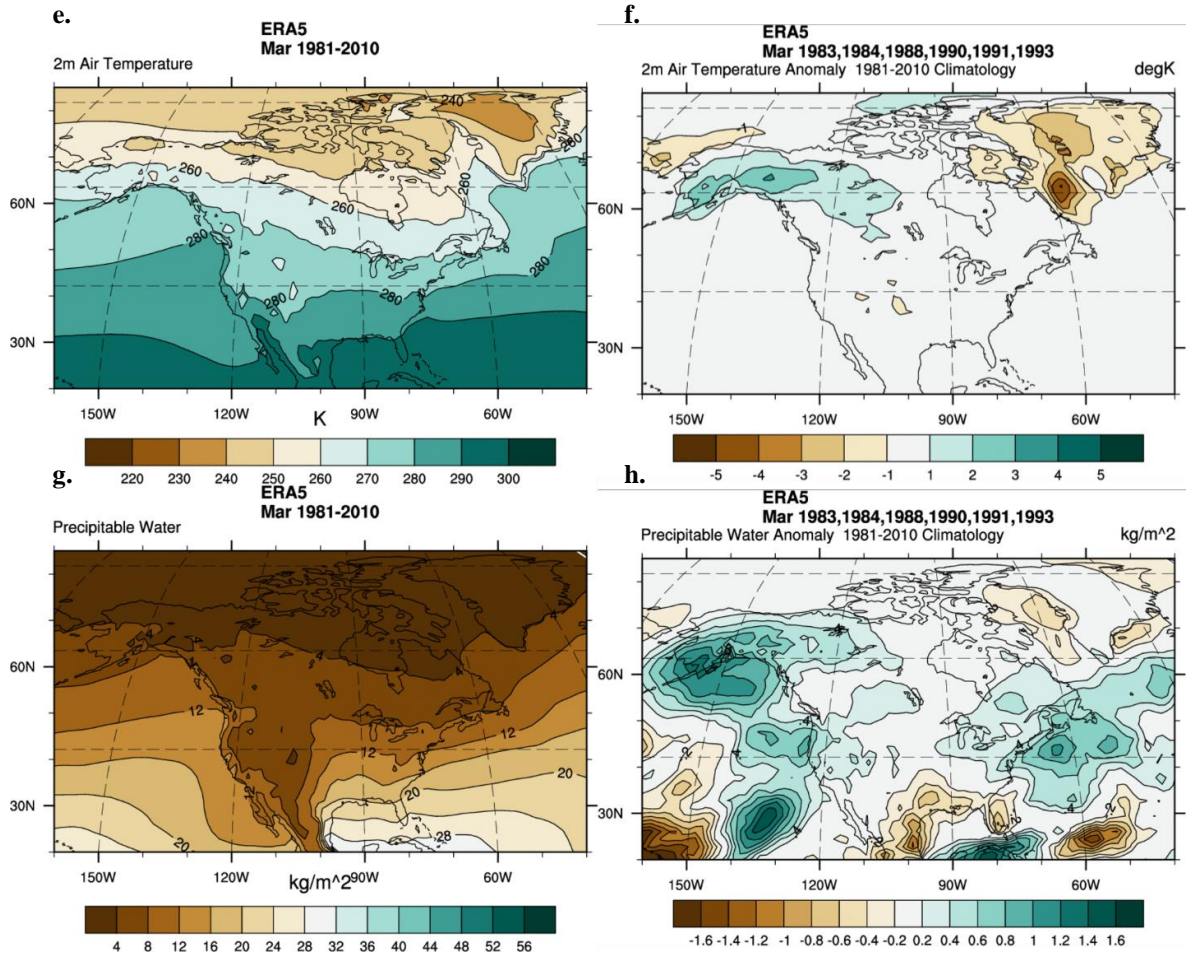 e.
ERA5
Mar 1981-2010
2m Air Temperature
240
260
260
260
260
280
280
280
280
60N
30N
150W 120W 90W 60W
K
220 230 240 250 260 270 280 290 300
f.
ERA5
Mar 1983,1984,1988,1990,1991,1993
2m Air Temperature Anomaly 1981-2010 Climatology degK
60N
30N
150W 120W 90W 60W
-5 -4 -3 -2 -1 1 2 3 4 5
g.
ERA5
Mar 1981-2010
Precipitable Water
4
4
4
12
12
12
12
20
20
20
28
60N
30N
150W 120W 90W 60W
kg/m^2
4 8 12 16 20 24 28 32 36 40 44 48 52 56
h.
ERA5
Mar 1983,1984,1988,1990,1991,1993
Precipitable Water Anomaly 1981-2010 Climatology kg/m^2
.4
.4
.4
60N
30N
150W 120W 90W 60W
-1.6 -1.4 -1.2 -1 -0.8 -0.6 -0.4 -0.2 0.2 0.4 0.6 0.8 1 1.2 1.4 1.6